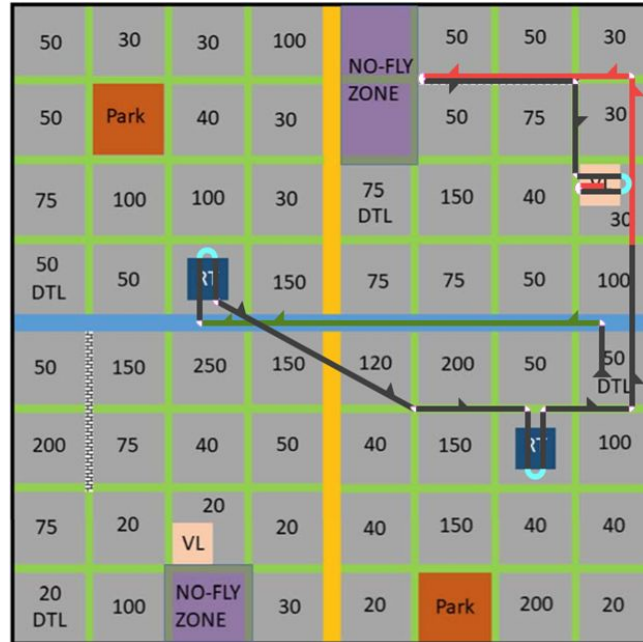 50 30 30 100 50 50 30
NO-FLY
ZONE
50 Park 40 30 50 75 30
75 100 100 30 75 150 40
DTL
30
50 50 RT 150 75 75 50 100
DTL
50 150 250 150 120 200 50 50
DTL
200 75 40 50 40 150 RT 100
75 20 20 20 40 150 40 40
VL
20 100 NO-FLY 30 20 Park 200 20
DTL ZONE